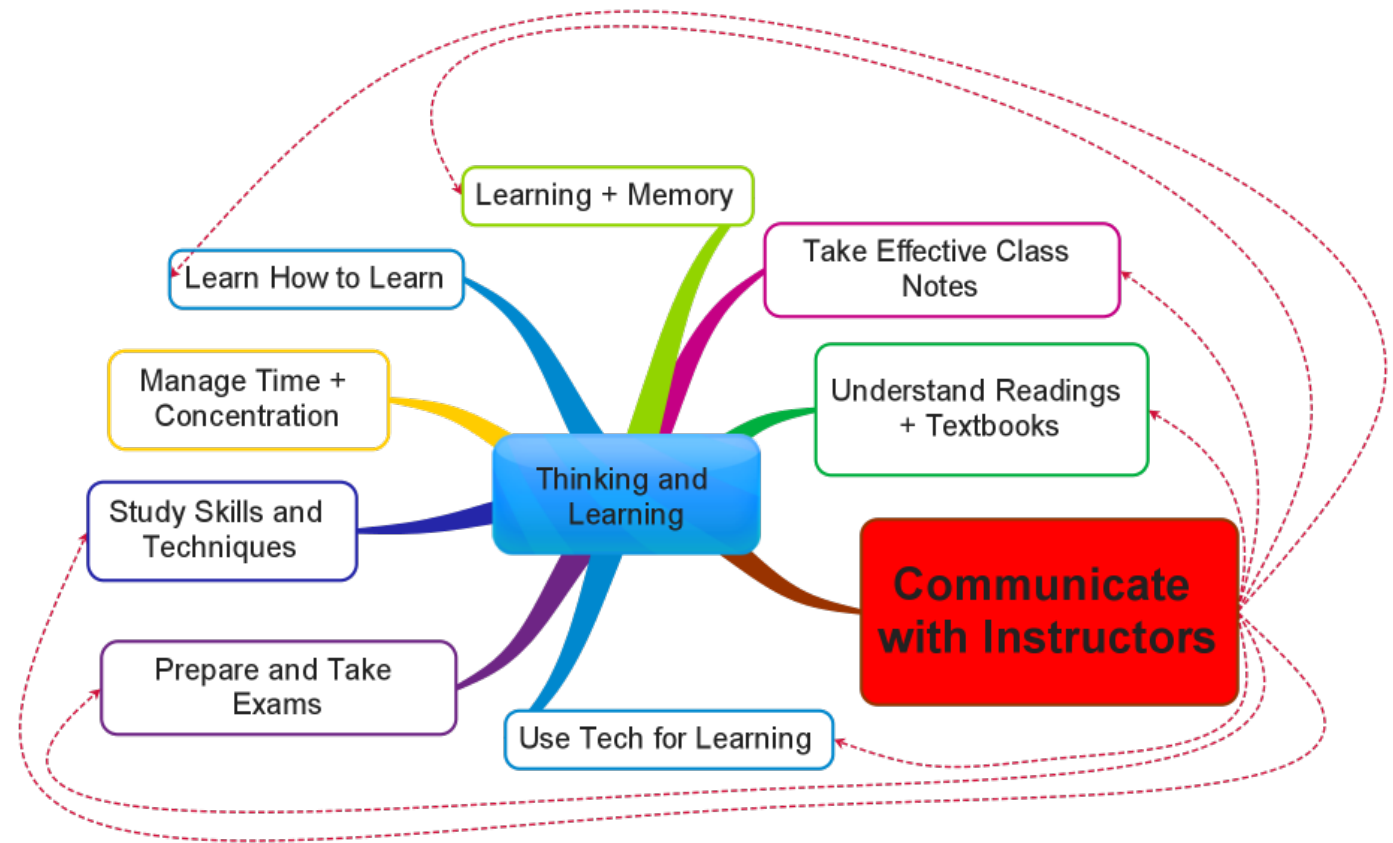 Learning + Memory
Take Effective Class
Notes
Learn How to Learn
Manage Time +
Concentration
Understand Readings
+ Textbooks
Thinking and
Learning
Study Skills and
Techniques
Communicate
with Instructors
Prepare and Take
Exams
Use Tech for Learning